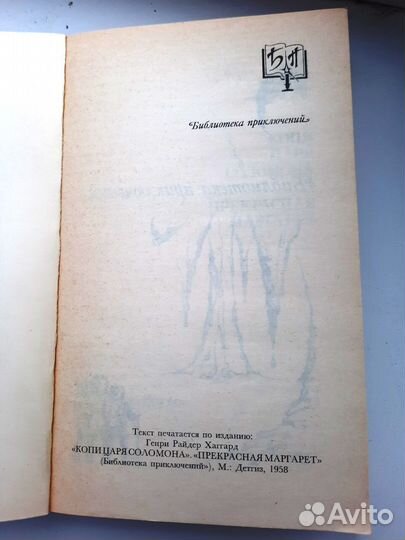 БП
«Библиотека приключений»
Текст печатается по изданию:
Генри Райдер Хаггард
«КОПИ ЦАРЯ СОЛОМОНА». «ПРЕКРАСНАЯ МАРГАРЕТ»
(Библиотека приключений»), М.: Детгиз, 1958
Avito